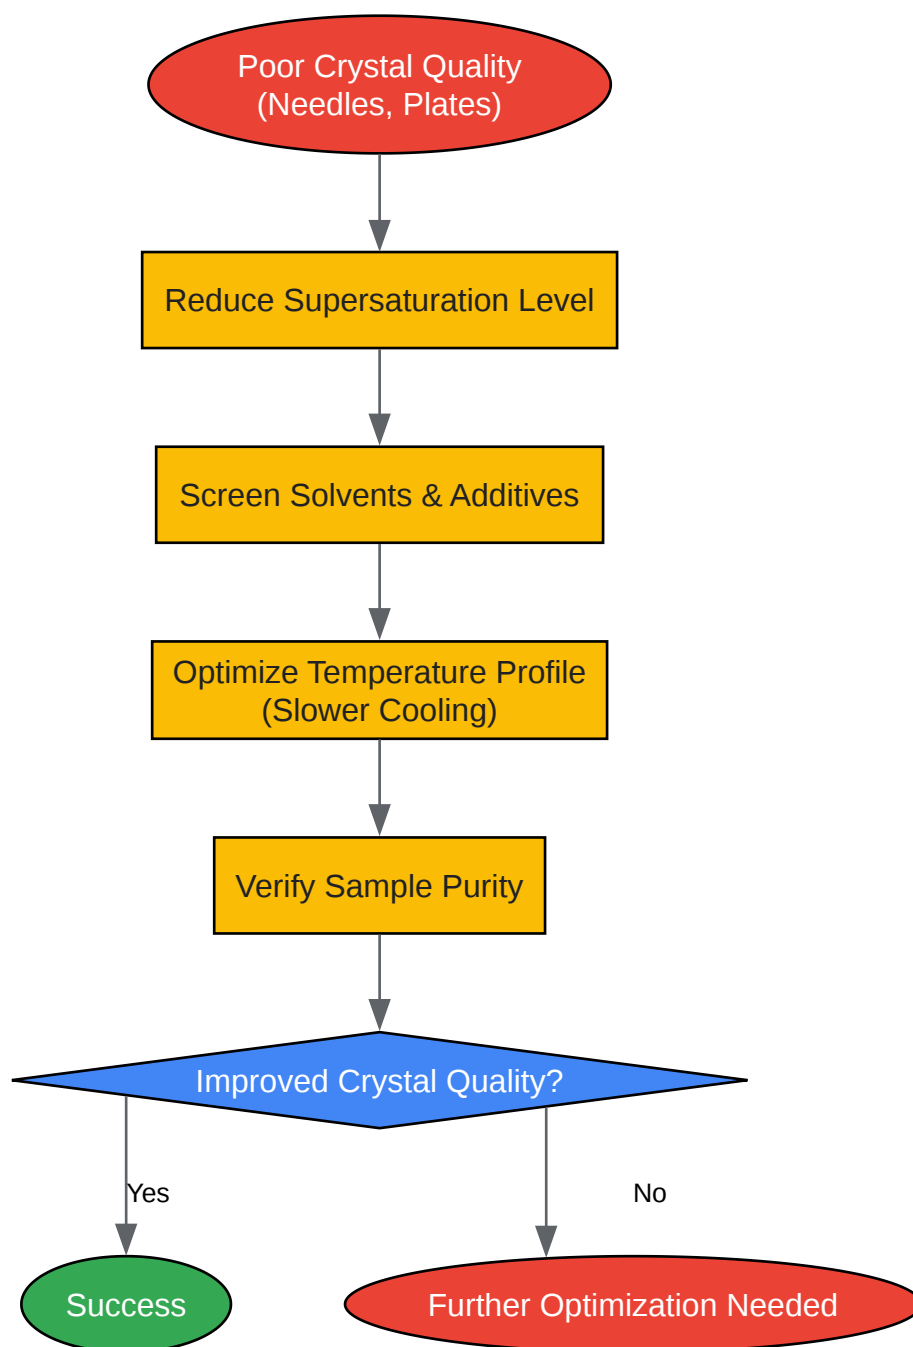 Poor Crystal Quality
(Needles, Plates)
Reduce Supersaturation Level
Screen Solvents & Additives
Optimize Temperature Profile
(Slower Cooling)
Verify Sample Purity
Improved Crystal Quality?
Yes
No
Success
Further Optimization Needed